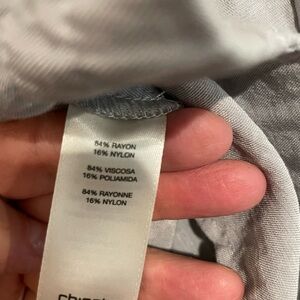 84% RAYON
16% NYLON
84% VISCOSA
16% POLIAMIDA
84% RAYONNE
16% NYLON